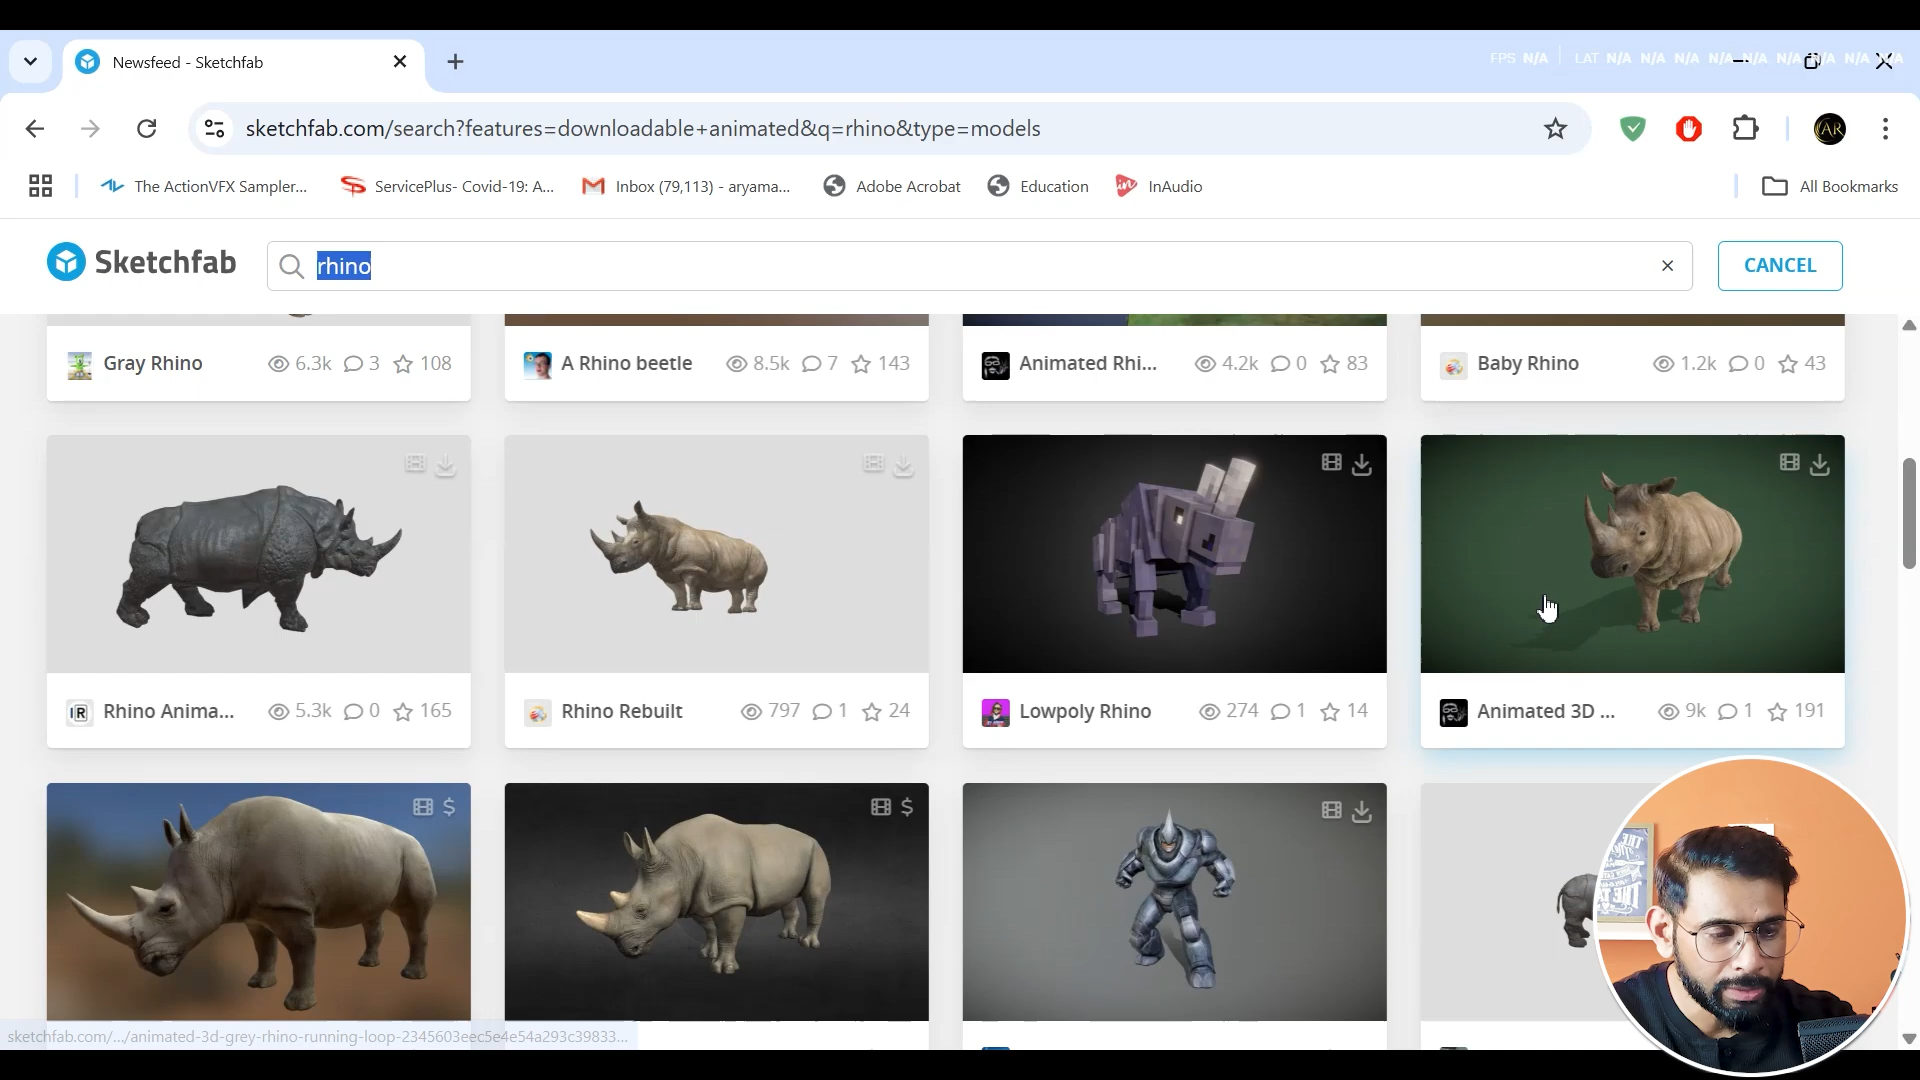 Newsfeed - Sketchfab
FPS N/A LAT N/A N/A N/A N/A N/A N/A N/A N/A N/A
sketchfab.com/search?features=downloadable+animated&q=rhino&type=models
The ActionVFX Sampler... ServicePlus- Covid-19: A... Inbox (79,113) - aryama... Adobe Acrobat Education InAudio All Bookmarks
Sketchfab rhino CANCEL
Gray Rhino 6.3k 3 108 A Rhino beetle 8.5k 7 143 Animated Rhi... 4.2k 0 83 Baby Rhino 1.2k 0 43
Rhino Anima... 5.3k 0 165 Rhino Rebuilt 797 1 24 Lowpoly Rhino 274 1 14 Animated 3D ... 9k 1 191
sketchfab.com/.../animated-3d-grey-rhino-running-loop-2345603eec5e4e54a293c39833...